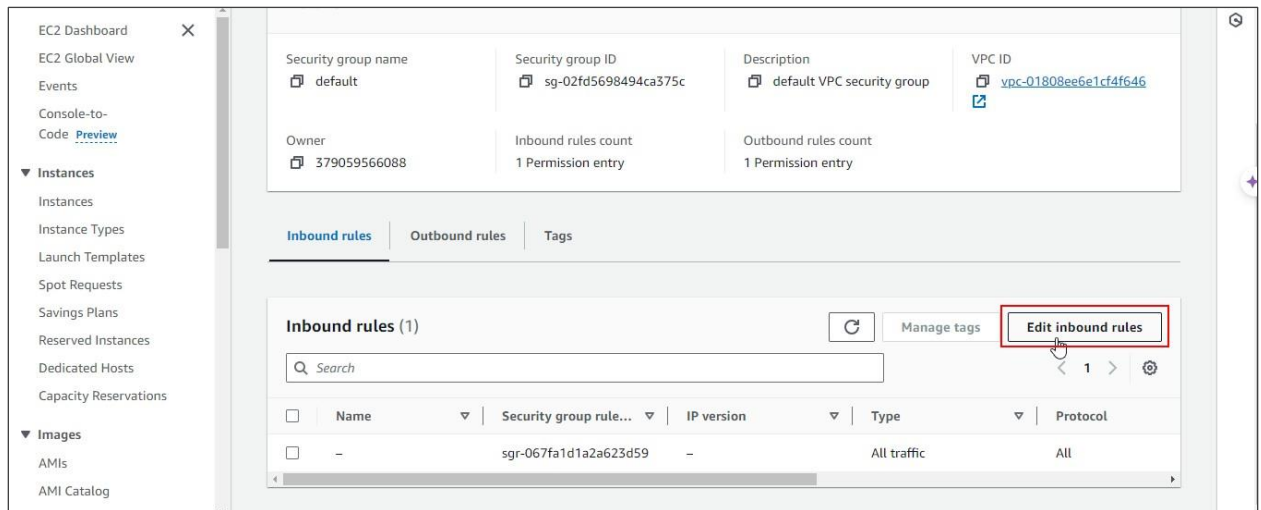 EC2 Dashboard
EC2 Global View
Events
Console-to-
Code Preview
Instances
Instances
Instance Types
Launch Templates
Spot Requests
Savings Plans
Reserved Instances
Dedicated Hosts
Capacity Reservations
Images
AMIs
AMI Catalog
Security group name
default
Security group ID
sg-02fd5698494ca375c
Description
default VPC security group
VPC ID
vpc-01808ee6e1cf4f646
Owner
379059566088
Inbound rules count
1 Permission entry
Outbound rules count
1 Permission entry
Inbound rules Outbound rules Tags
Inbound rules (1)
Manage tags
Edit inbound rules
Search
1
Name Security group rule... IP version Type Protocol
– sgr-067fa1d1a2a623d59 – All traffic All